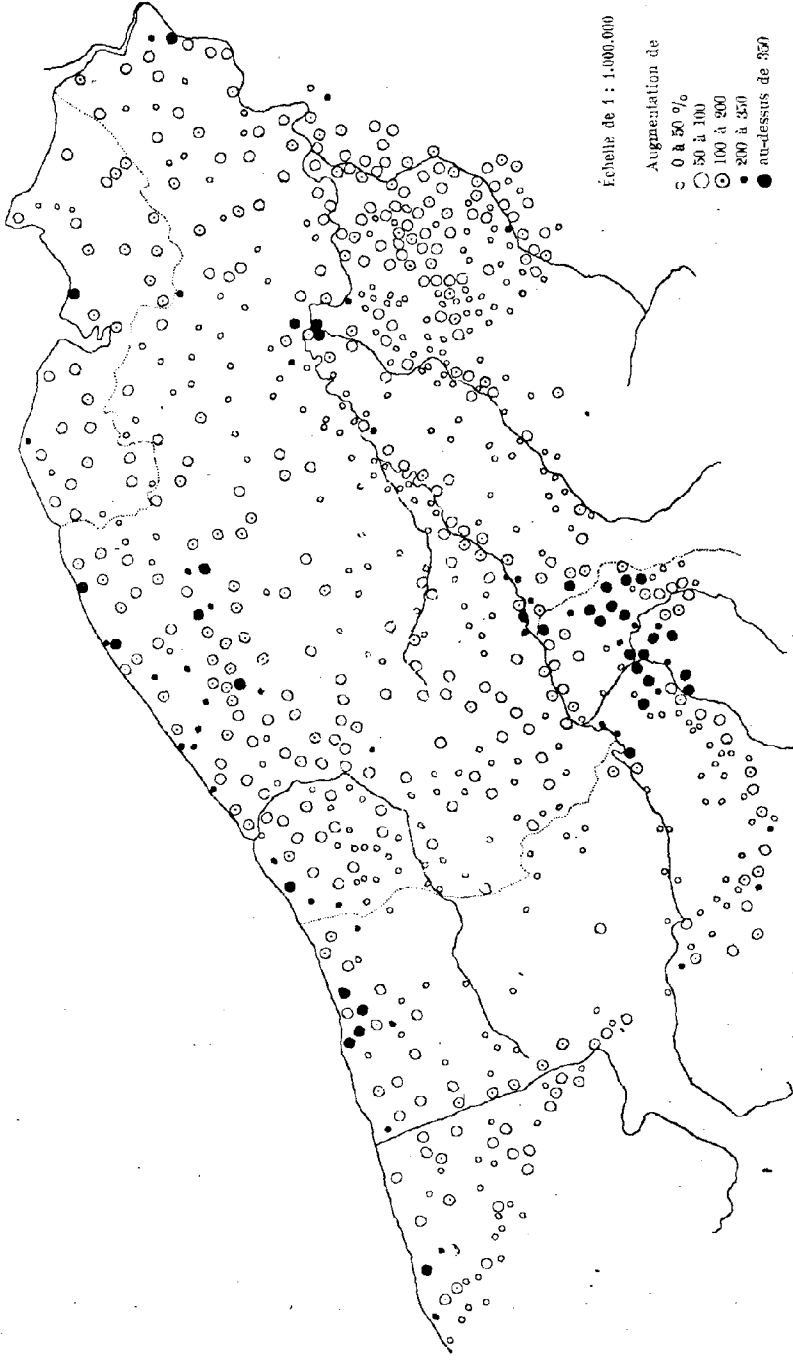 Échelle de 1 : 1.000.000
Augmentation de
0 à 50 %
50 à 100
100 à 200
200 à 350
au-dessus de 350